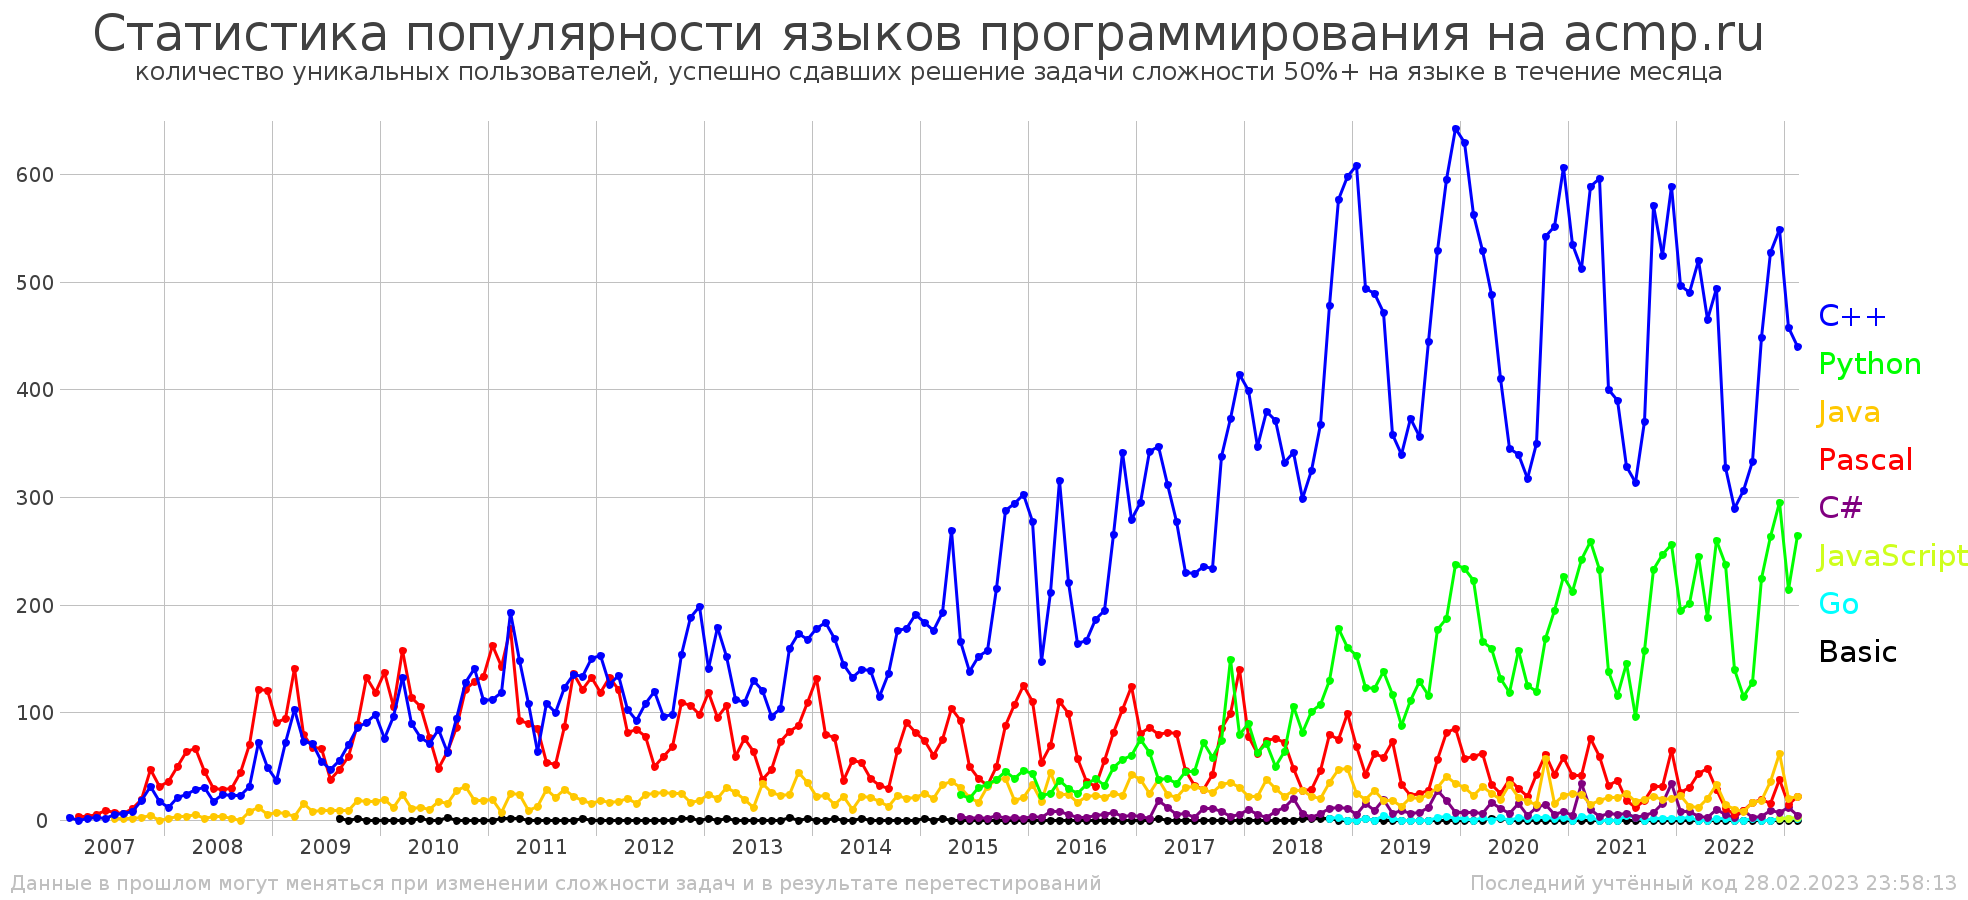 Статистика популярности языков программирования на acmp.ru
количество уникальных пользователей, успешно сдавших решение задачи сложности 50%+ на языке в течение месяца
600
500
400
300
200
100
0
C++
Python
Java
Pascal
C#
JavaScript
Go
Basic
2007 2008 2009 2010 2011 2012 2013 2014 2015 2016 2017 2018 2019 2020 2021 2022
Данные в прошлом могут меняться при изменении сложности задач и в результате перетестирований
Последний учтённый код 28.02.2023 23:58:13